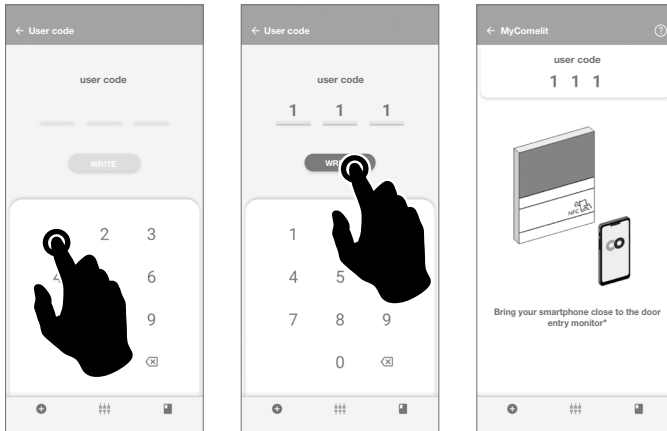 ← User code
user code
WRITE
2 3
4 6
9
← User code
user code
1 1 1
1
4 5
7 8 9
0
← MyComelit
user code
1 1 1
NFC
Bring your smartphone close to the door
entry monitor*